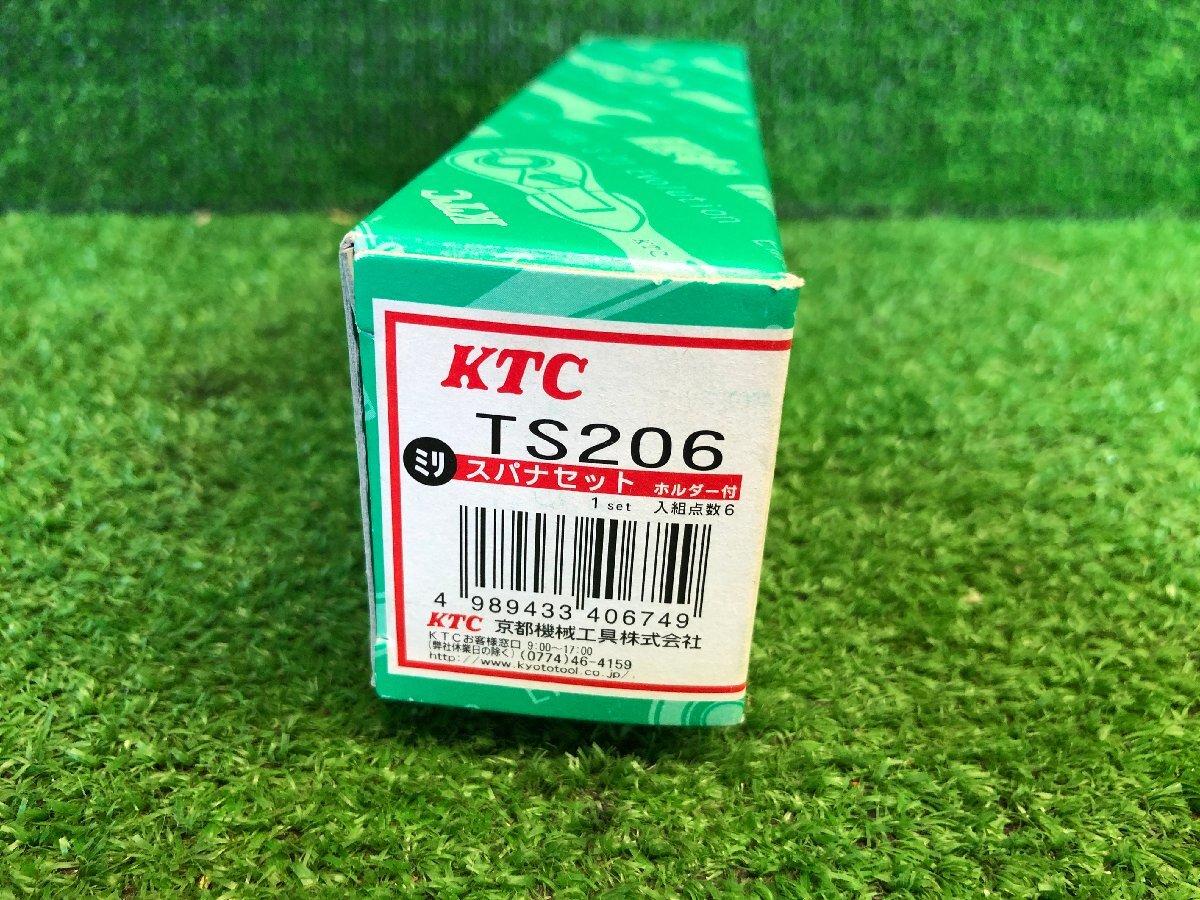 KTC
Evolution
KTC
KTC
TS206
ミリ スパナセット ホルダー付
1 set 入組点数6
4 989433 406749
KTC 京都機械工具株式会社
KTCお客様窓口 9:00〜17:00
(弊社休業日の除く) (0774)46-4159
http://www.kyototool.co.jp/